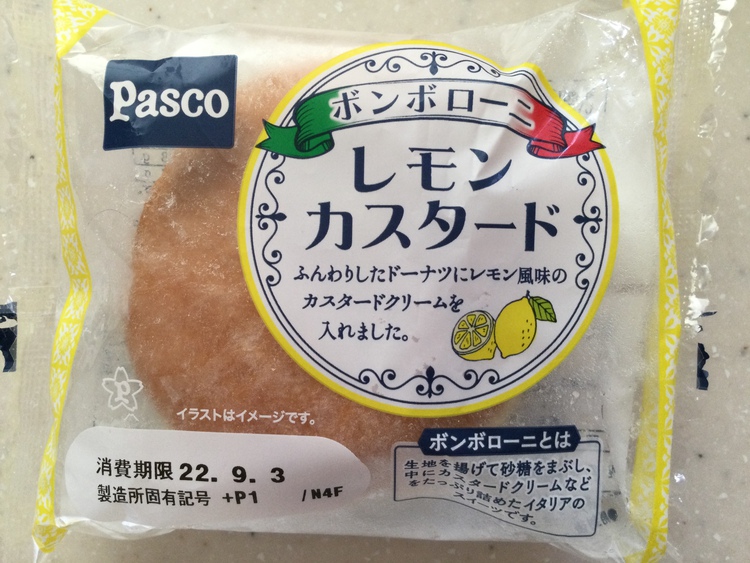 Pasco
ボンボローニ
レモン
カスタード
ふんわりしたドーナツにレモン風味の
カスタードクリームを
入れました。
イラストはイメージです。
消費期限 22. 9. 3
製造所固有記号 +P1 /N4F
ボンボローニとは
生地を揚げて砂糖をまぶし、
中にカスタードクリームなど
をたっぷり詰めたイタリアの
スイーツです。